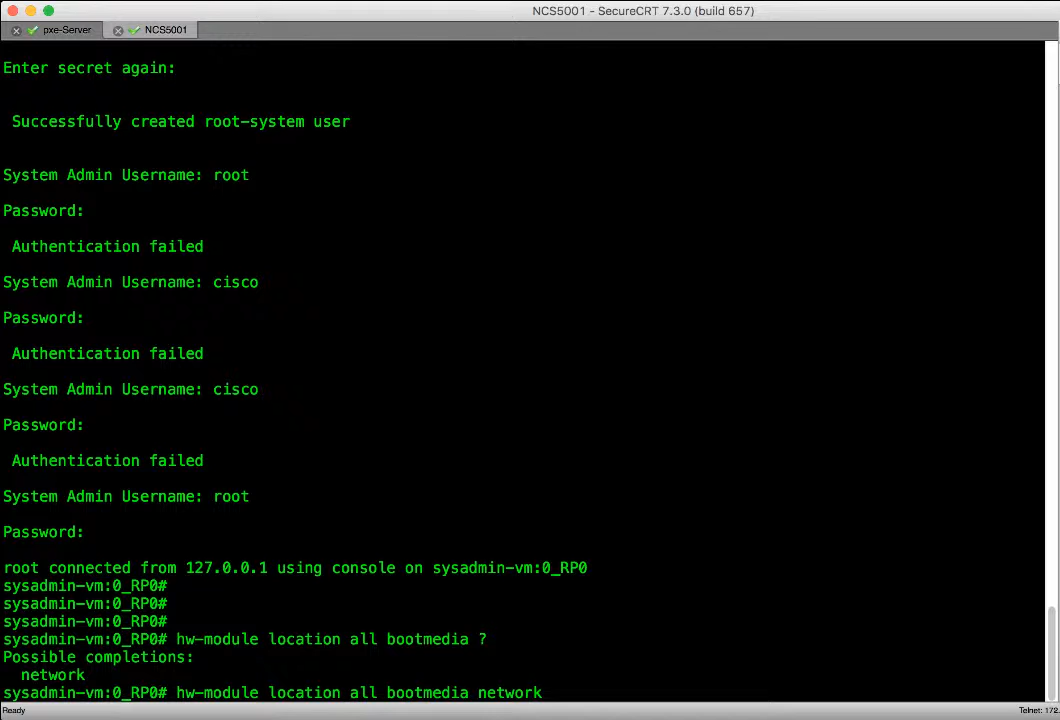 NCS5001 - SecureCRT 7.3.0 (build 657)
pxe-Server
NCS5001
Enter secret again:
Successfully created root-system user
System Admin Username: root
Password:
Authentication failed
System Admin Username: cisco
Password:
Authentication failed
System Admin Username: cisco
Password:
Authentication failed
System Admin Username: root
Password:
root connected from 127.0.0.1 using console on sysadmin-vm:0_RP0
sysadmin-vm:0_RP0#
sysadmin-vm:0_RP0#
sysadmin-vm:0_RP0#
sysadmin-vm:0_RP0# hw-module location all bootmedia ?
Possible completions:
network
sysadmin-vm:0_RP0# hw-module location all bootmedia network
Ready
Telnet: 172